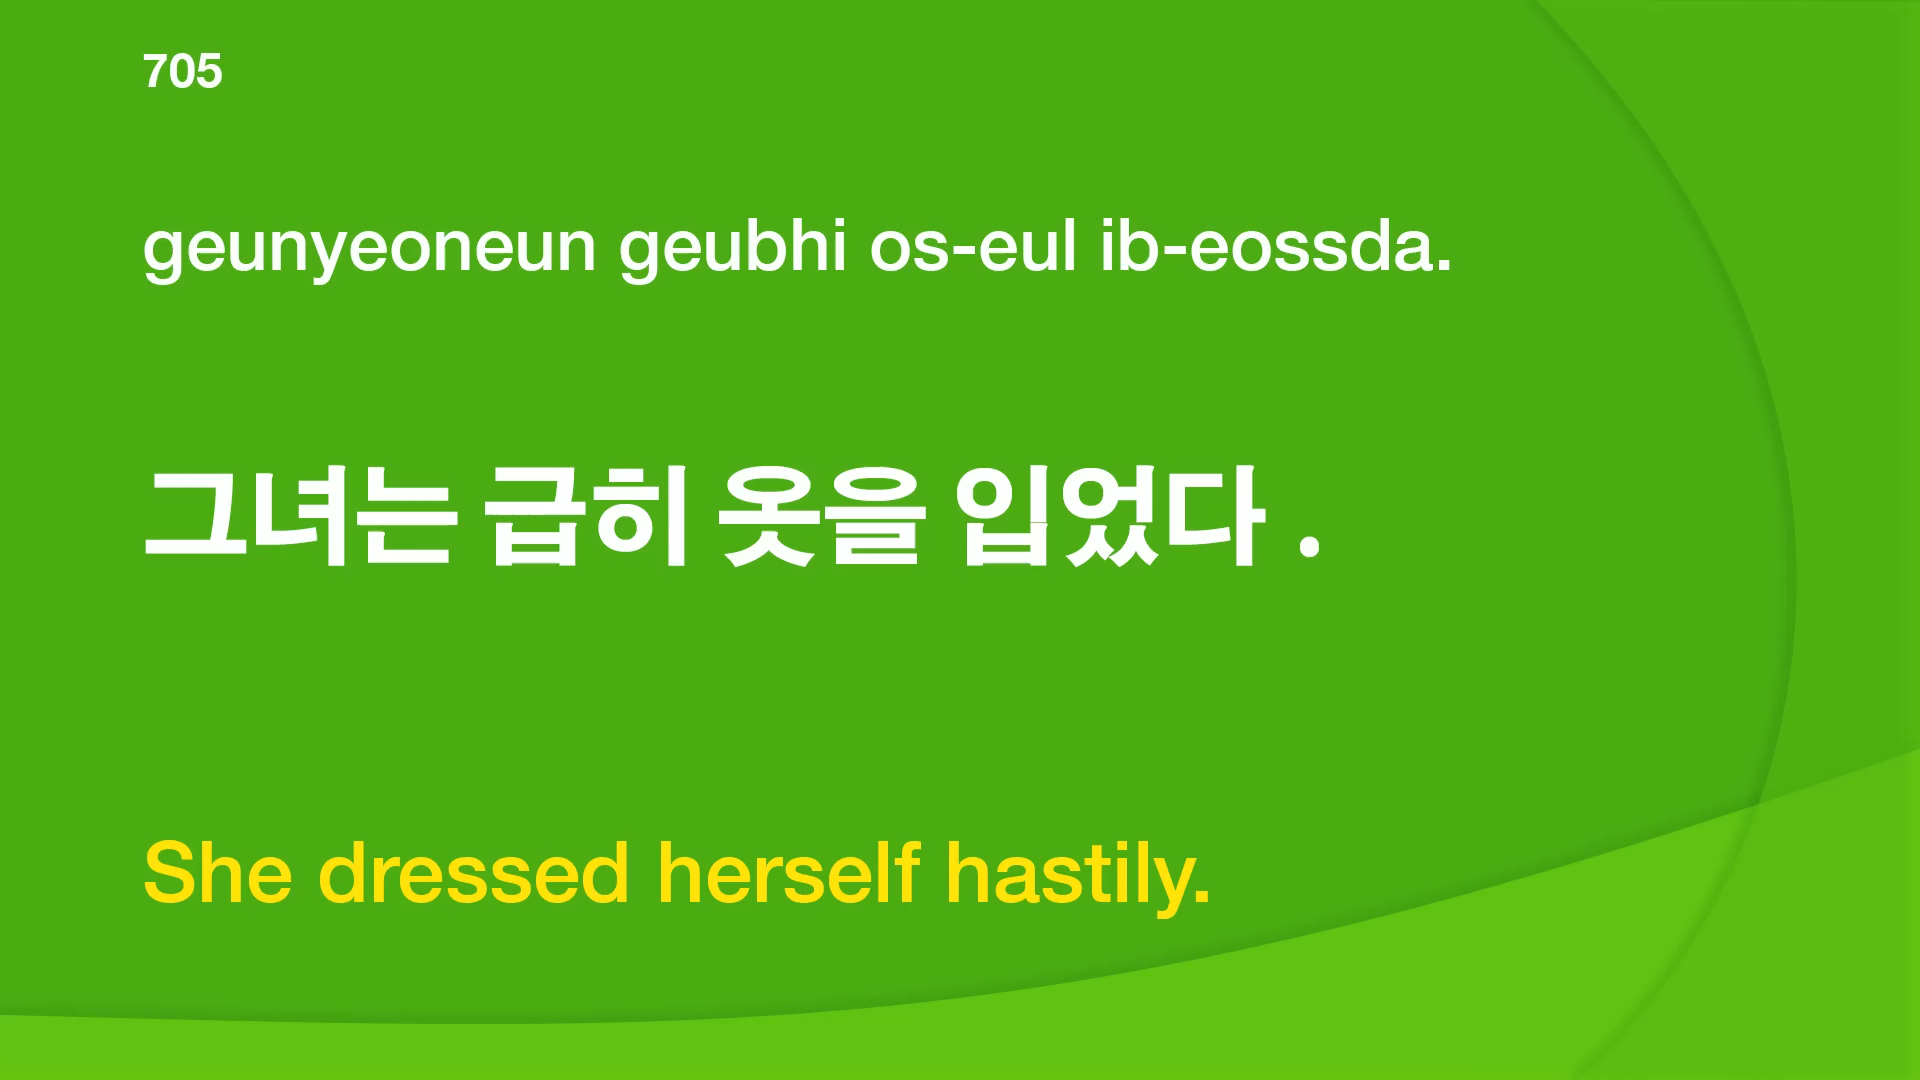 705
geunyeoneun geubhi os-eul ib-eossda.
그녀는 급히 옷을 입었다 .
She dressed herself hastily.